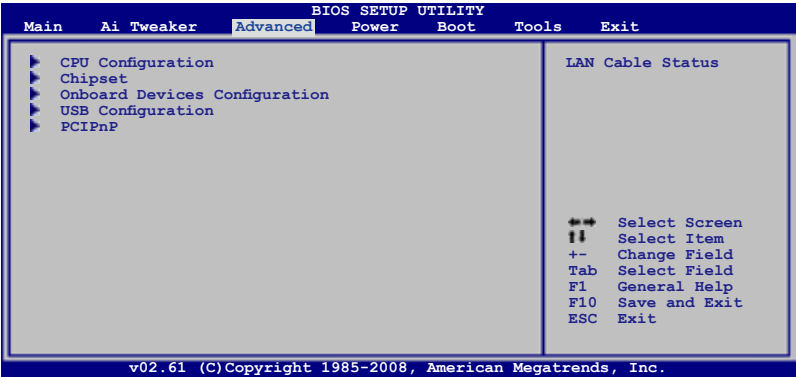 BIOS SETUP UTILITY
Main Ai Tweaker Advanced Power Boot Tools Exit
CPU Configuration
Chipset
Onboard Devices Configuration
USB Configuration
PCIPnP
LAN Cable Status
Select Screen
Select Item
+- Change Field
Tab Select Field
F1 General Help
F10 Save and Exit
ESC Exit
v02.61 (C)Copyright 1985-2008, American Megatrends, Inc.